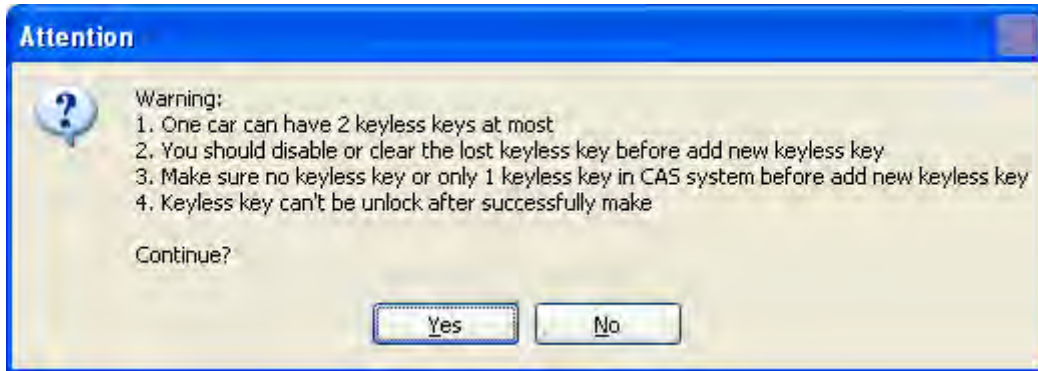 Attention
Warning:
1. One car can have 2 keyless keys at most
2. You should disable or clear the lost keyless key before add new keyless key
3. Make sure no keyless key or only 1 keyless key in CAS system before add new keyless key
4. Keyless key can't be unlock after successfully make
Continue?
Yes No